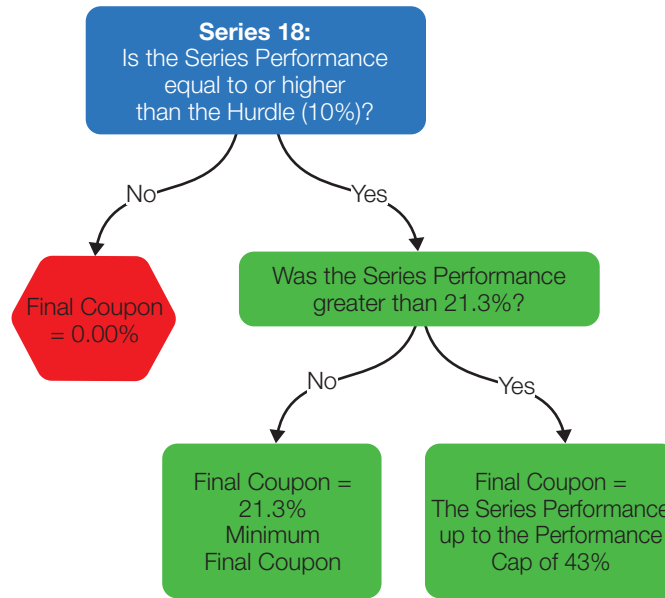 Series 18:
Is the Series Performance
equal to or higher
than the Hurdle (10%)?
No
Yes
Final Coupon
= 0.00%
Was the Series Performance
greater than 21.3%?
No
Yes
Final Coupon =
21.3%
Minimum
Final Coupon
Final Coupon =
The Series Performance
up to the Performance
Cap of 43%